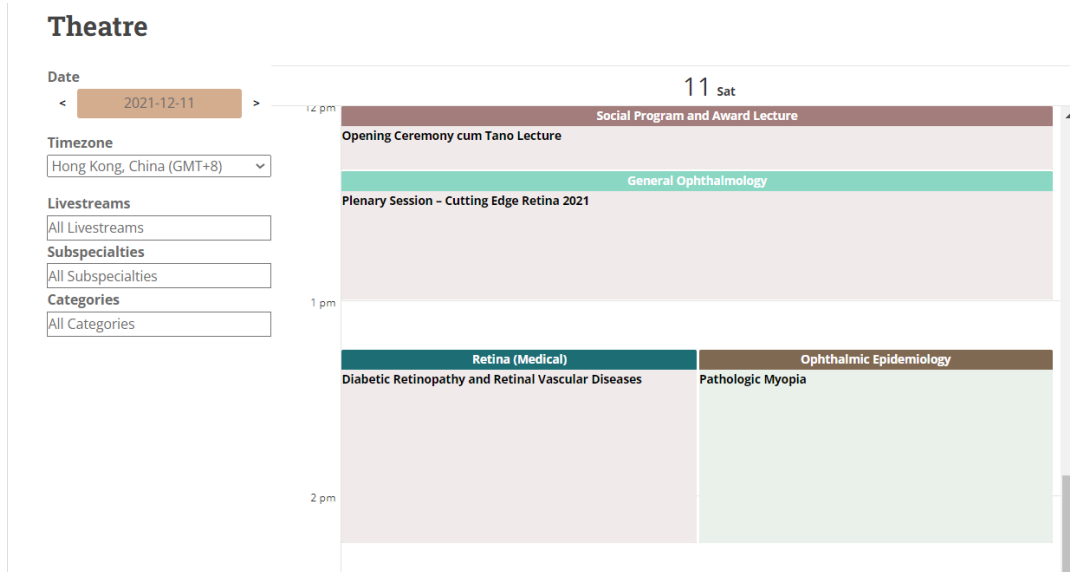 Theatre
Date
< 2021-12-11 >
Timezone
Hong Kong, China (GMT+8)
Livestreams
All Livestreams
Subspecialties
All Subspecialties
Categories
All Categories
11 Sat
12 pm
Social Program and Award Lecture
Opening Ceremony cum Tano Lecture
General Ophthalmology
Plenary Session – Cutting Edge Retina 2021
1 pm
Retina (Medical)
Diabetic Retinopathy and Retinal Vascular Diseases
Ophthalmic Epidemiology
Pathologic Myopia
2 pm